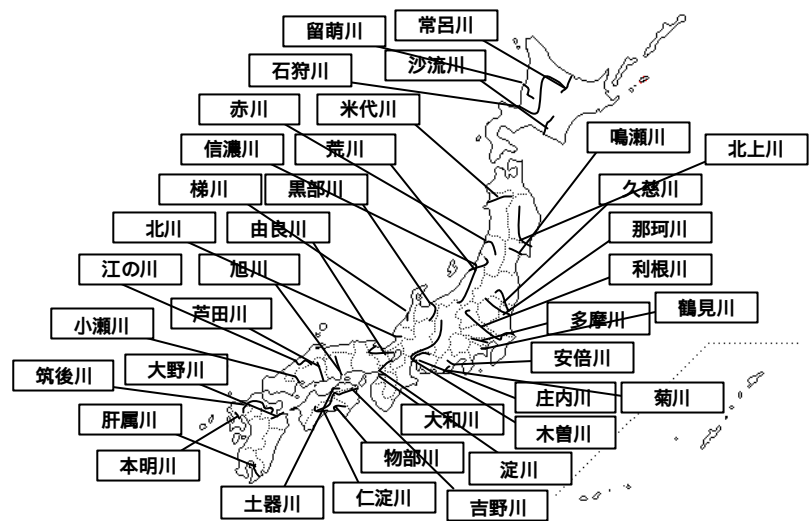 常呂川
留萌川
沙流川
石狩川
赤川
米代川
鳴瀬川
北上川
信濃川
荒川
梯川
黒部川
久慈川
北川
由良川
那珂川
江の川
旭川
利根川
芦田川
鶴見川
小瀬川
多摩川
筑後川
大野川
安倍川
庄内川
菊川
肝属川
大和川
木曽川
本明川
物部川
淀川
土器川
仁淀川
吉野川